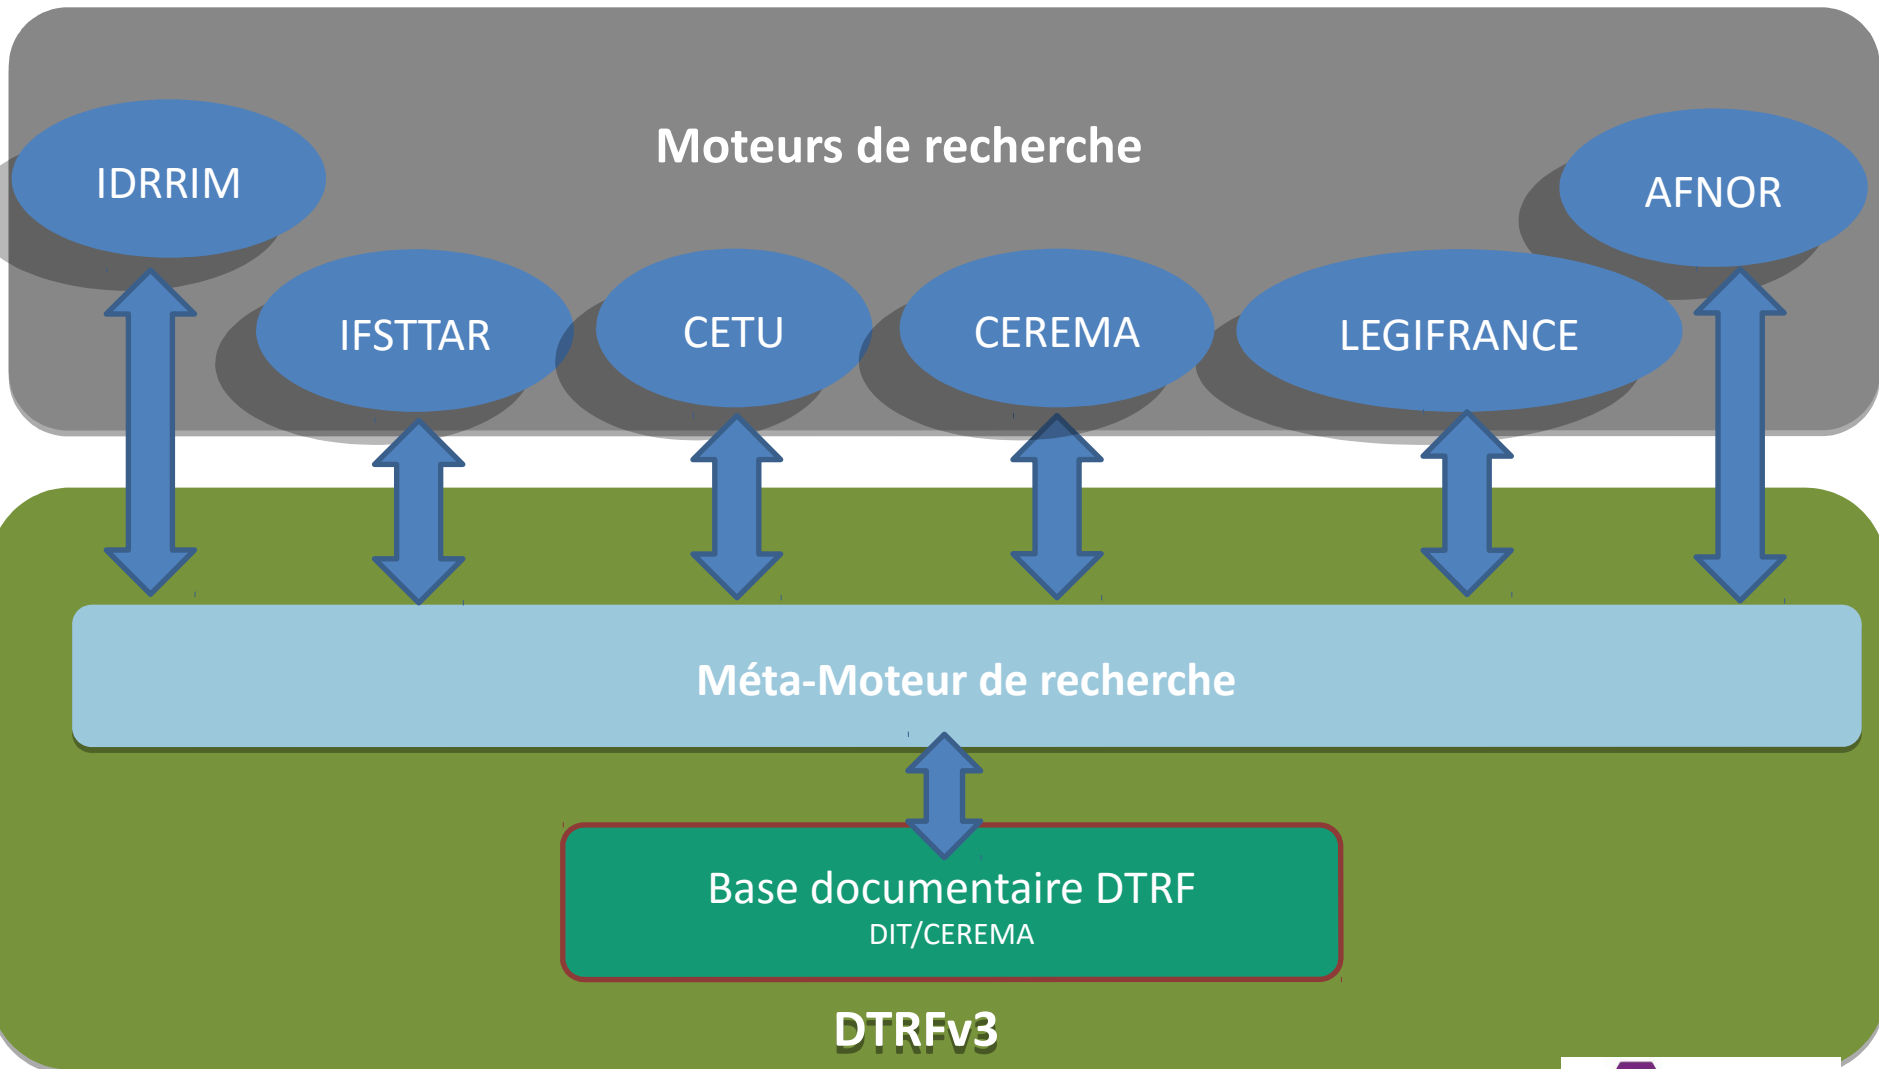 Moteurs de recherche
IDRRIM
AFNOR
IFSTTAR
CETU
CEREMA
LEGIFRANCE
Méta-Moteur de recherche
Base documentaire DTRF
DIT/CEREMA
DTRFv3